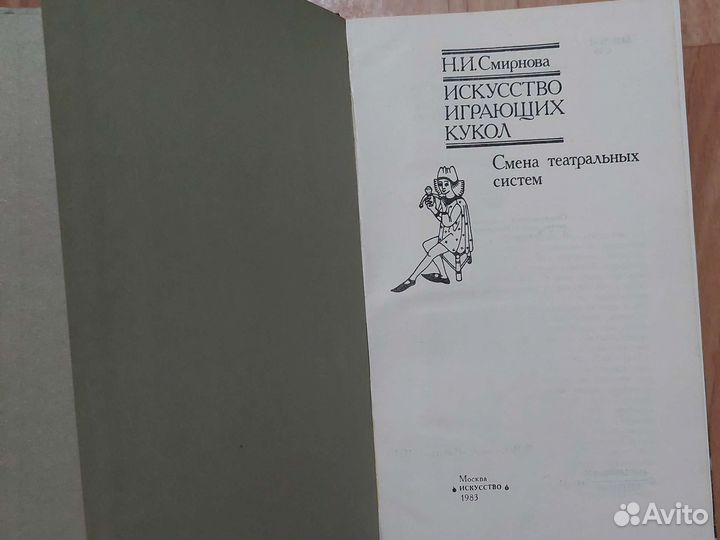 Н.И.Смирнова
ИСКУССТВО
ИГРАЮЩИХ
КУКОЛ
Смена театральных
систем
Москва
ИСКУССТВО
1983
Avito